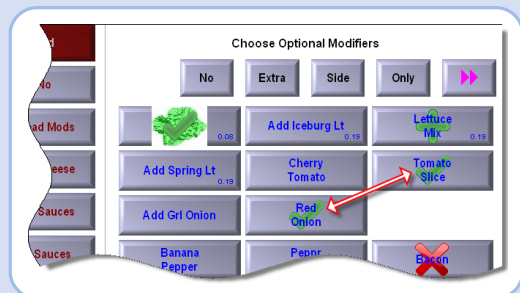 Choose Optional Modifiers
No
Extra
Side
Only
No
0.08
Add Iceburg Lt
0.19
Lettuce
Mix
0.19
ad Mods
Add Spring Lt
0.19
Cherry
Tomato
Tomato
Slice
eese
Add Grl Onion
Red
Onion
Sauces
Banana
Pepper
Bacon
Sauces